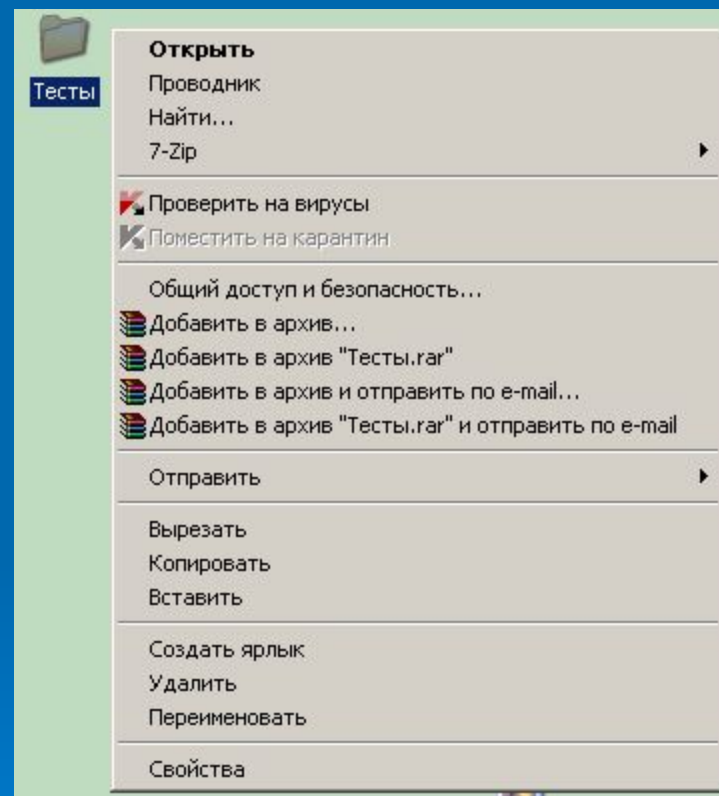 Тесты
Открыть
Проводник
Найти...
7-Zip
Проверить на вирусы
Поместить на карантин
Общий доступ и безопасность...
Добавить в архив...
Добавить в архив "Тесты.rar"
Добавить в архив и отправить по e-mail...
Добавить в архив "Тесты.rar" и отправить по e-mail
Отправить
Вырезать
Копировать
Вставить
Создать ярлык
Удалить
Переименовать
Свойства